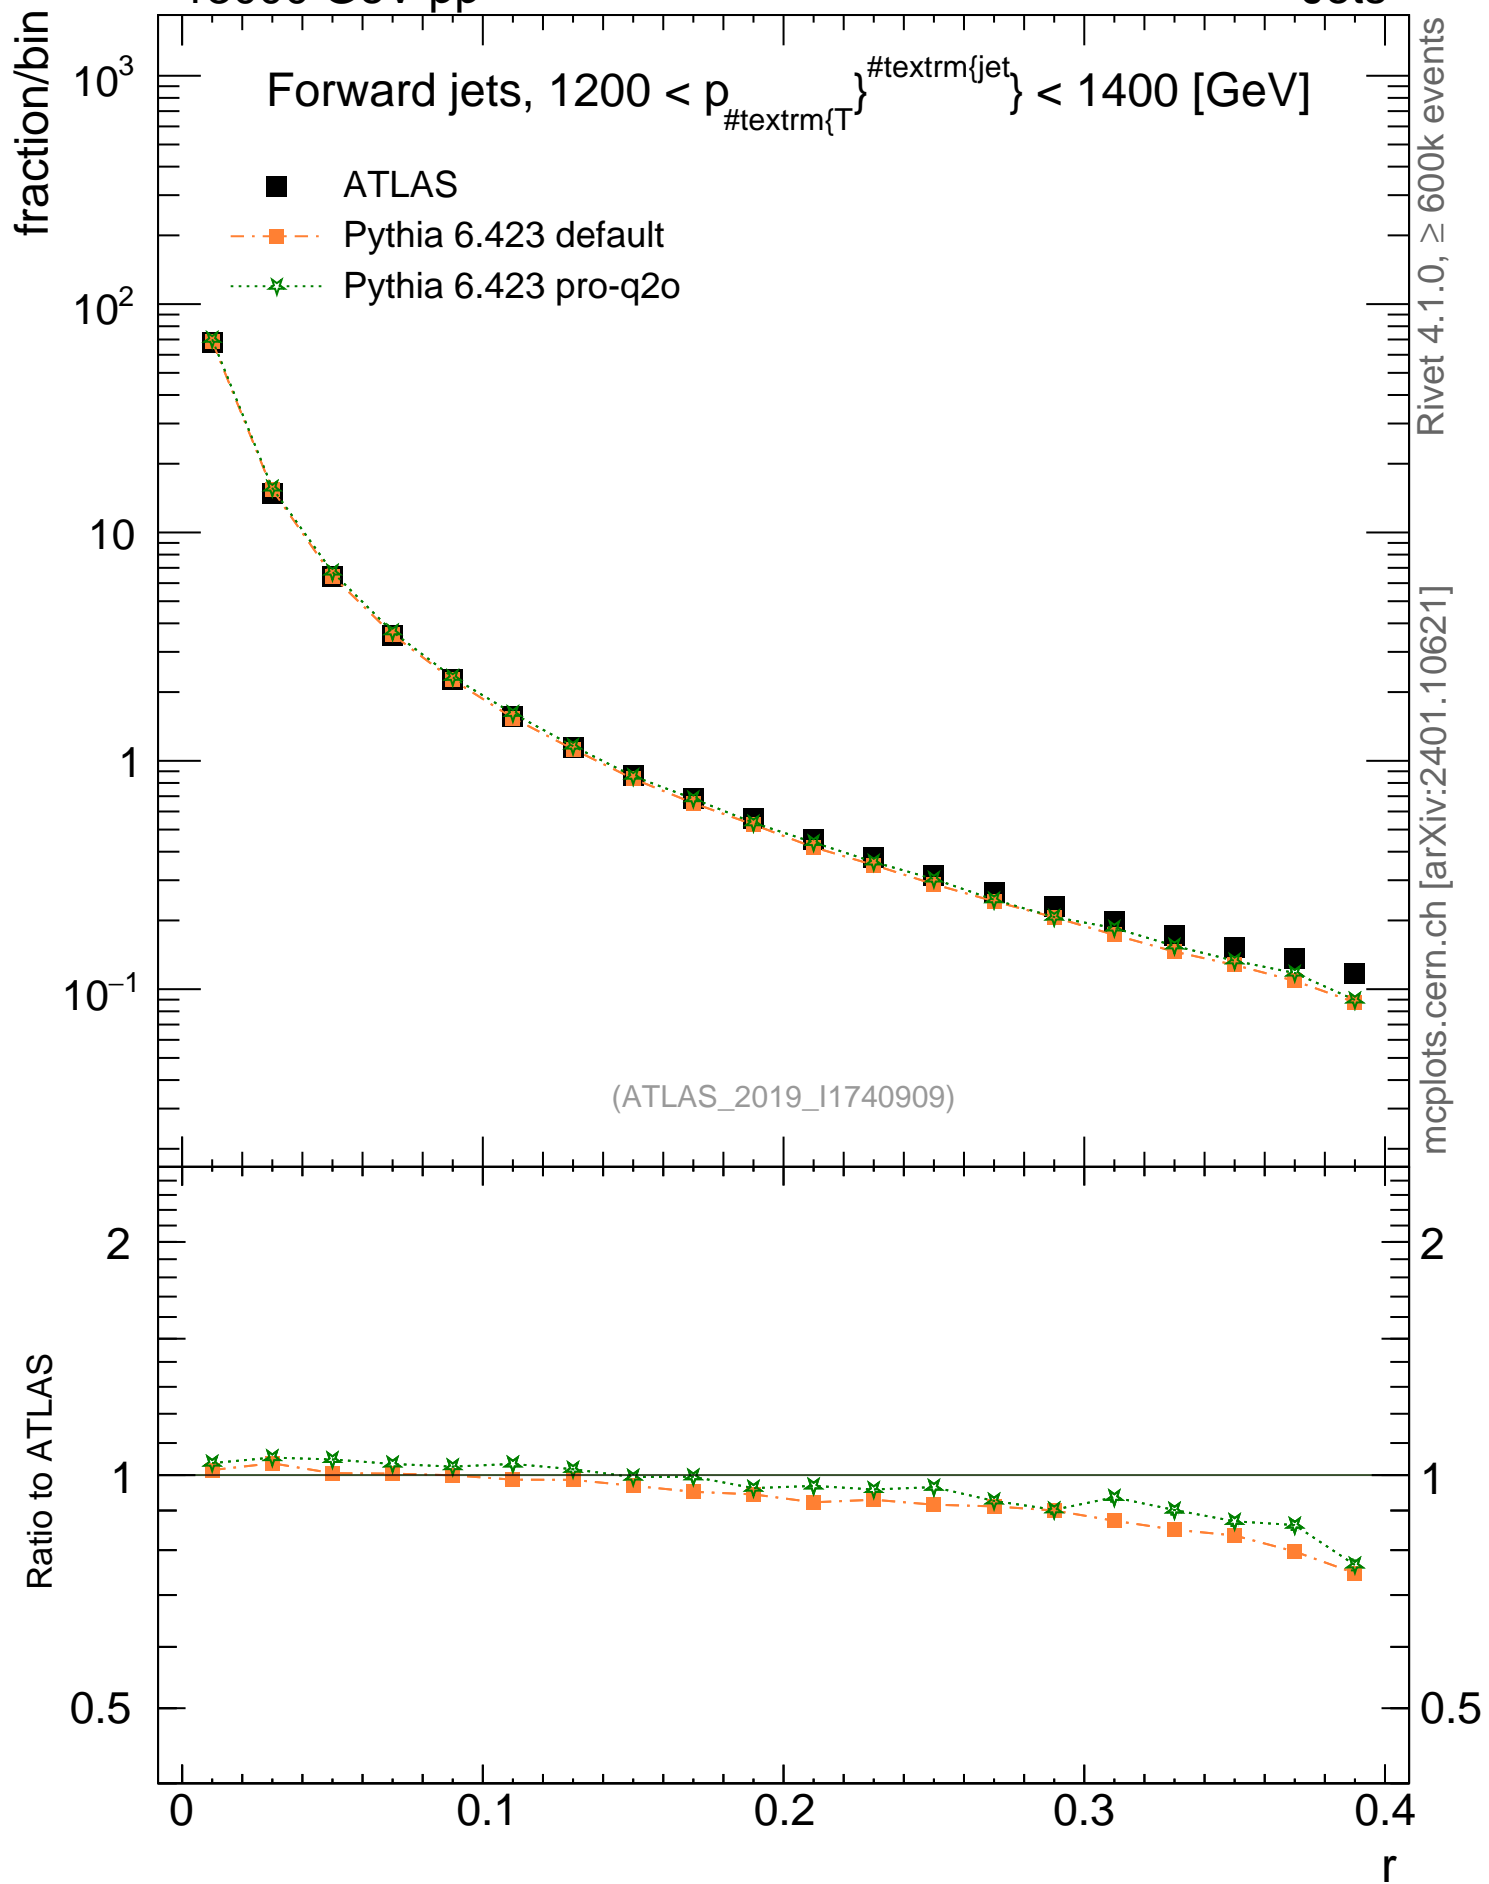 fraction/bin
Forward jets, 1200 < p_{#textrm{T}}^{#textrm{jet}} < 1400 [GeV]
ATLAS
Pythia 6.423 default
Pythia 6.423 pro-q2o
10³
10²
10
1
10⁻¹
(ATLAS_2019_I1740909)
Rivet 4.1.0, ≥ 600k events
mcplots.cern.ch [arXiv:2401.10621]
Ratio to ATLAS
2
1
0.5
2
1
0.5
0
0.1
0.2
0.3
0.4
r